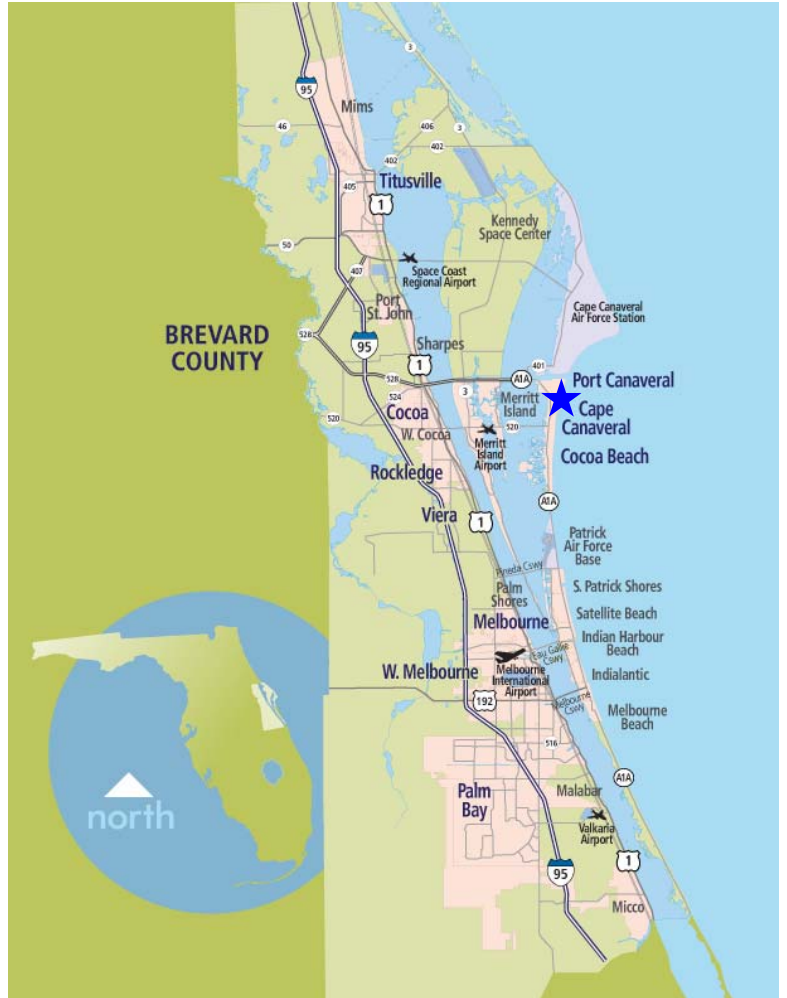 3
95
Mims
46
406
3
402
402
Titusville
405
1
Kennedy
Space Center
50
407
Space Coast
Regional Airport
Port
St. John
Cape Canaveral
Air Force Station
BREVARD
COUNTY
528
95
Sharpes
1
401
528
A1A
Port Canaveral
524
3
Merritt
Island
Cocoa
Cape
Canaveral
520
W. Cocoa
520
Merritt
Island
Airport
Cocoa Beach
Rockledge
A1A
Viera
1
Patrick
Air Force
Base
Pineda Cswy
Palm
Shores
S. Patrick Shores
Melbourne
Satellite Beach
Indian Harbour
Beach
Eau Gallie
Cswy
W. Melbourne
Melbourne
International
Airport
Indialantic
192
Melbourne
Cswy
Melbourne
Beach
516
A1A
Palm
Bay
Malabar
north
Valkaria
Airport
1
95
Micco